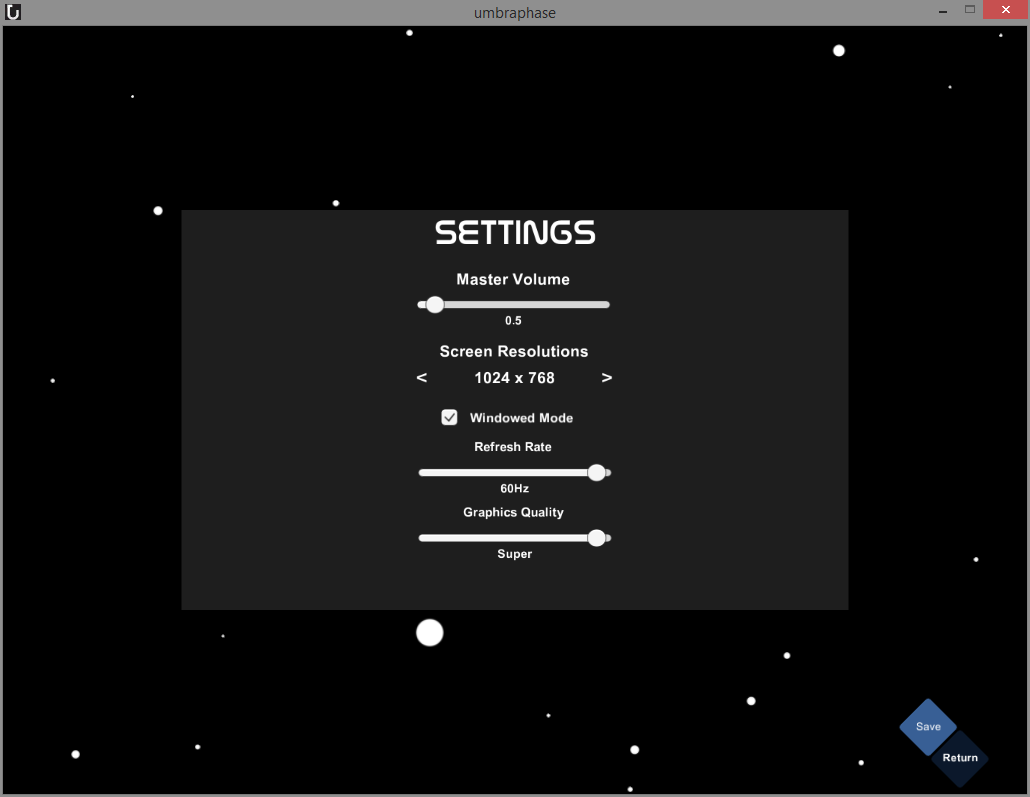 umbraphase
SETTINGS
Master Volume
0.5
Screen Resolutions
< 1024 x 768 >
Windowed Mode
Refresh Rate
60Hz
Graphics Quality
Super
Save
Return